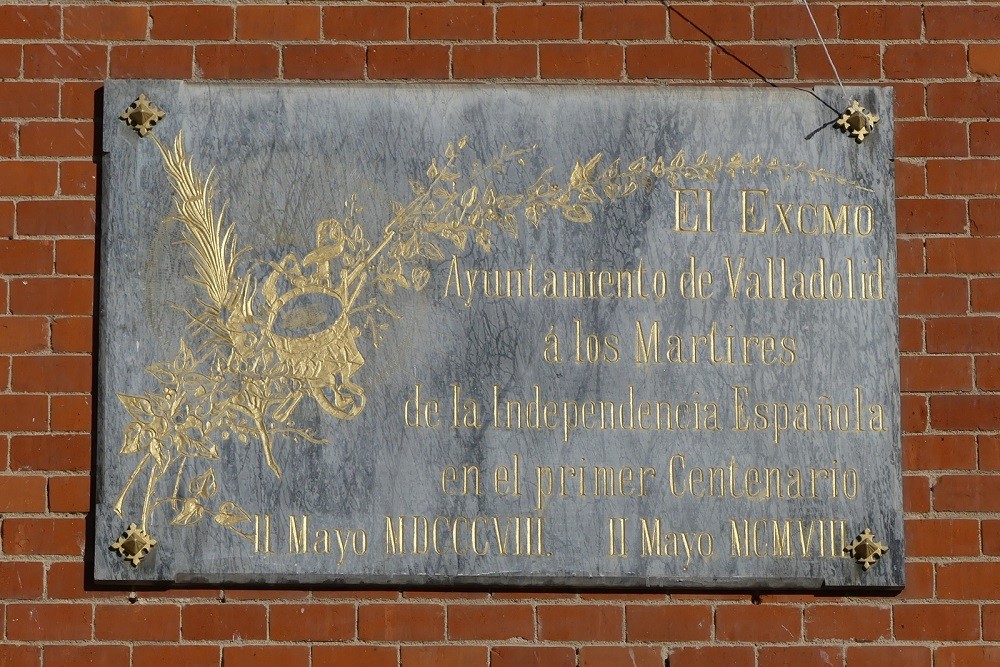 El Excmo
Ayuntamiento de Valladolid
á los Martires
de la Independencia Española
en el primer Centenario
II Mayo MDCCCVIII. II Mayo MCMVIII.